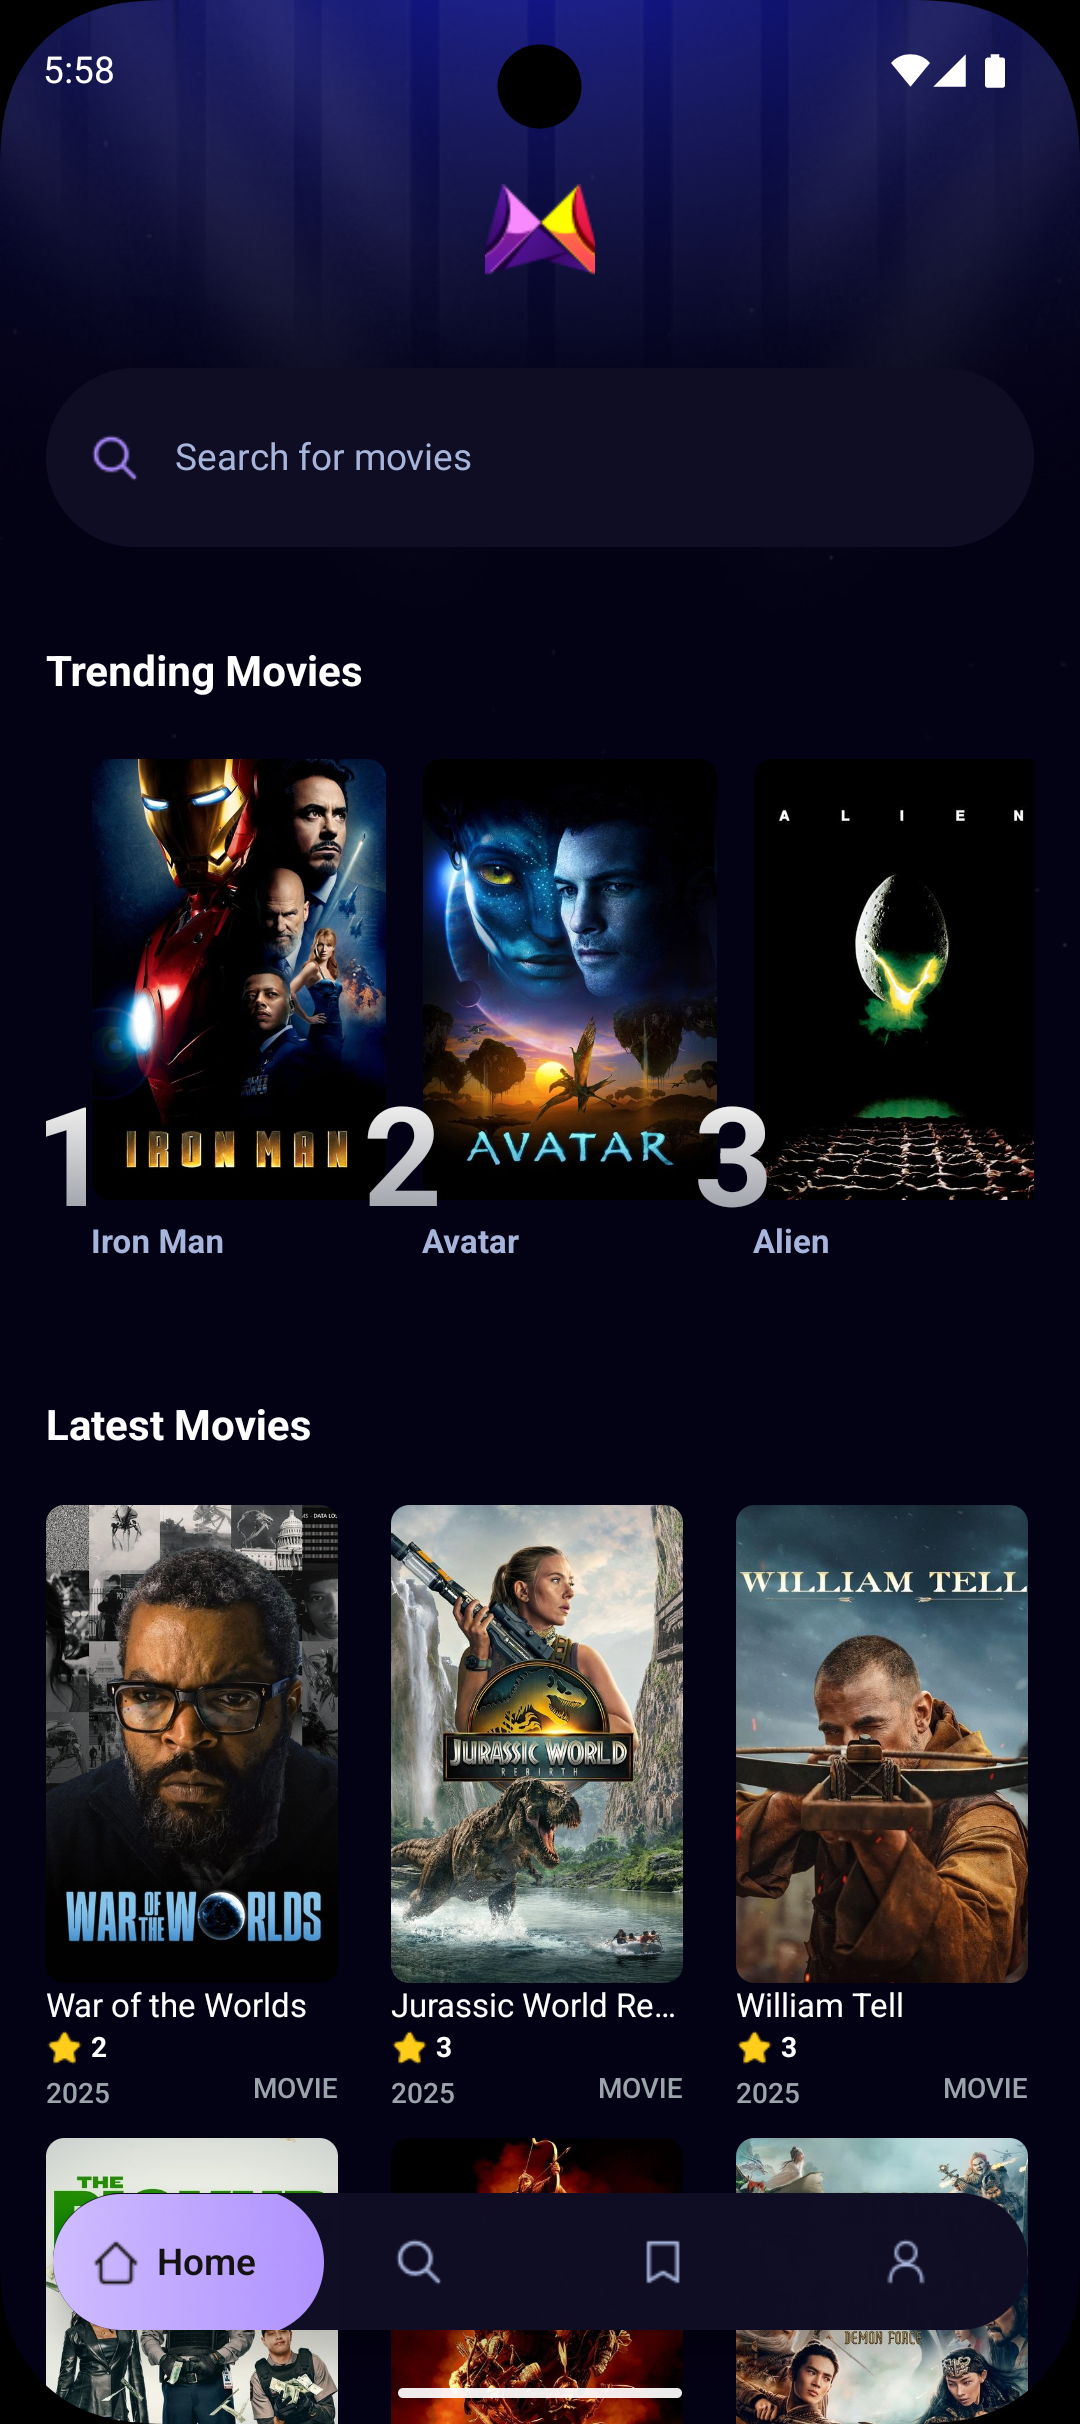 5:58
Search for movies
Trending Movies
A L I E N
IRON MAN
AVATAR
1
2
3
Iron Man
Avatar
Alien
Latest Movies
WILLIAM TELL
JURASSIC WORLD
REBIRTH
WAR OF THE WORLDS
War of the Worlds
Jurassic World Re...
William Tell
2
3
3
2025
MOVIE
2025
MOVIE
2025
MOVIE
THE
Home
DEMON FORCE